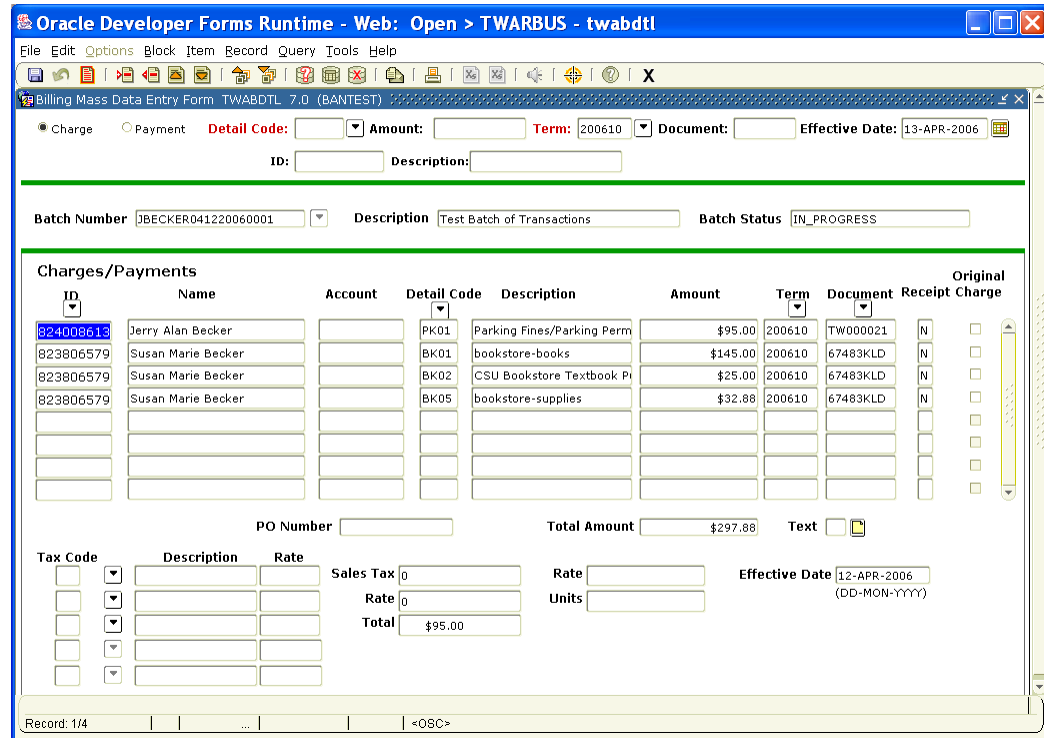 Oracle Developer Forms Runtime - Web: Open > TWARBUS - twabdtl
File Edit Options Block Item Record Query Tools Help
X
Billing Mass Data Entry Form TWABDTL 7.0 (BANTEST)
Charge Payment Detail Code: Amount: Term: 200610 Document: Effective Date: 13-APR-2006
ID: Description:
Batch Number JBECKER041220060001 Description Test Batch of Transactions Batch Status IN_PROGRESS
Charges/Payments
Original
ID Name Account Detail Code Description Amount Term Document Receipt Charge
824008613 Jerry Alan Becker PK01 Parking Fines/Parking Perm $95.00 200610 TW000021 N
823806579 Susan Marie Becker BK01 bookstore-books $145.00 200610 67483KLD N
823806579 Susan Marie Becker BK02 CSU Bookstore Textbook P $25.00 200610 67483KLD N
823806579 Susan Marie Becker BK05 bookstore-supplies $32.88 200610 67483KLD N
PO Number Total Amount $297.88 Text
Tax Code Description Rate
Sales Tax 0 Rate Effective Date 12-APR-2006
Rate 0 Units (DD-MON-YYYY)
Total $95.00
Record: 1/4 ... <OSC>